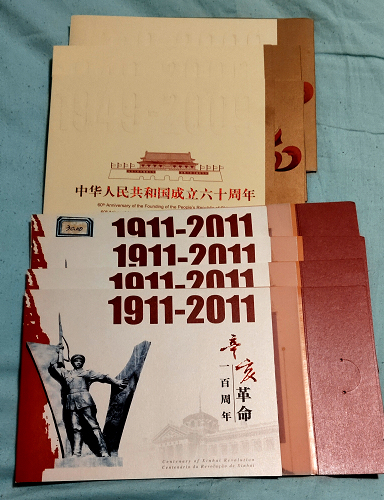 1949-2009
中华人民共和国成立六十周年
60th Anniversary of the Founding of the People's Republic
1911-2011
1911-2011
1911-2011
1911-2011
辛亥革命
一百周年
Centenary of Xinhai Revolution
Centenário da Revolução de Xinhai